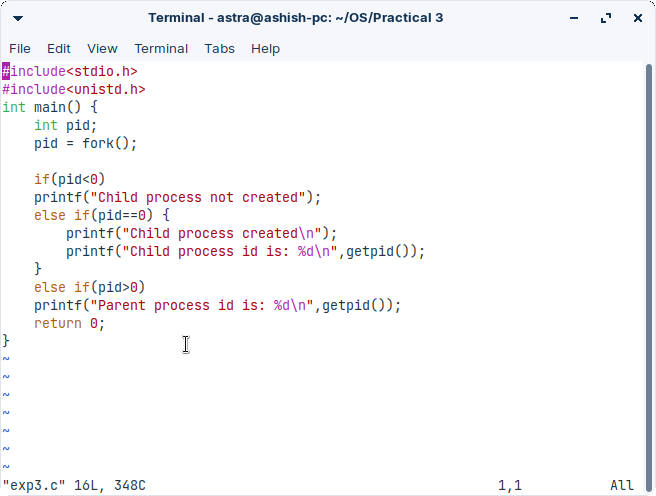 Terminal - astra@ashish-pc: ~/OS/Practical 3
File Edit View Terminal Tabs Help
#include<stdio.h>
#include<unistd.h>
int main() {
    int pid;
    pid = fork();

    if(pid<0)
    printf("Child process not created");
    else if(pid==0) {
        printf("Child process created\n");
        printf("Child process id is: %d\n",getpid());
    }
    else if(pid>0)
    printf("Parent process id is: %d\n",getpid());
    return 0;
}
~
~
~
~
~
~
~
"exp3.c" 16L, 348C 1,1 All